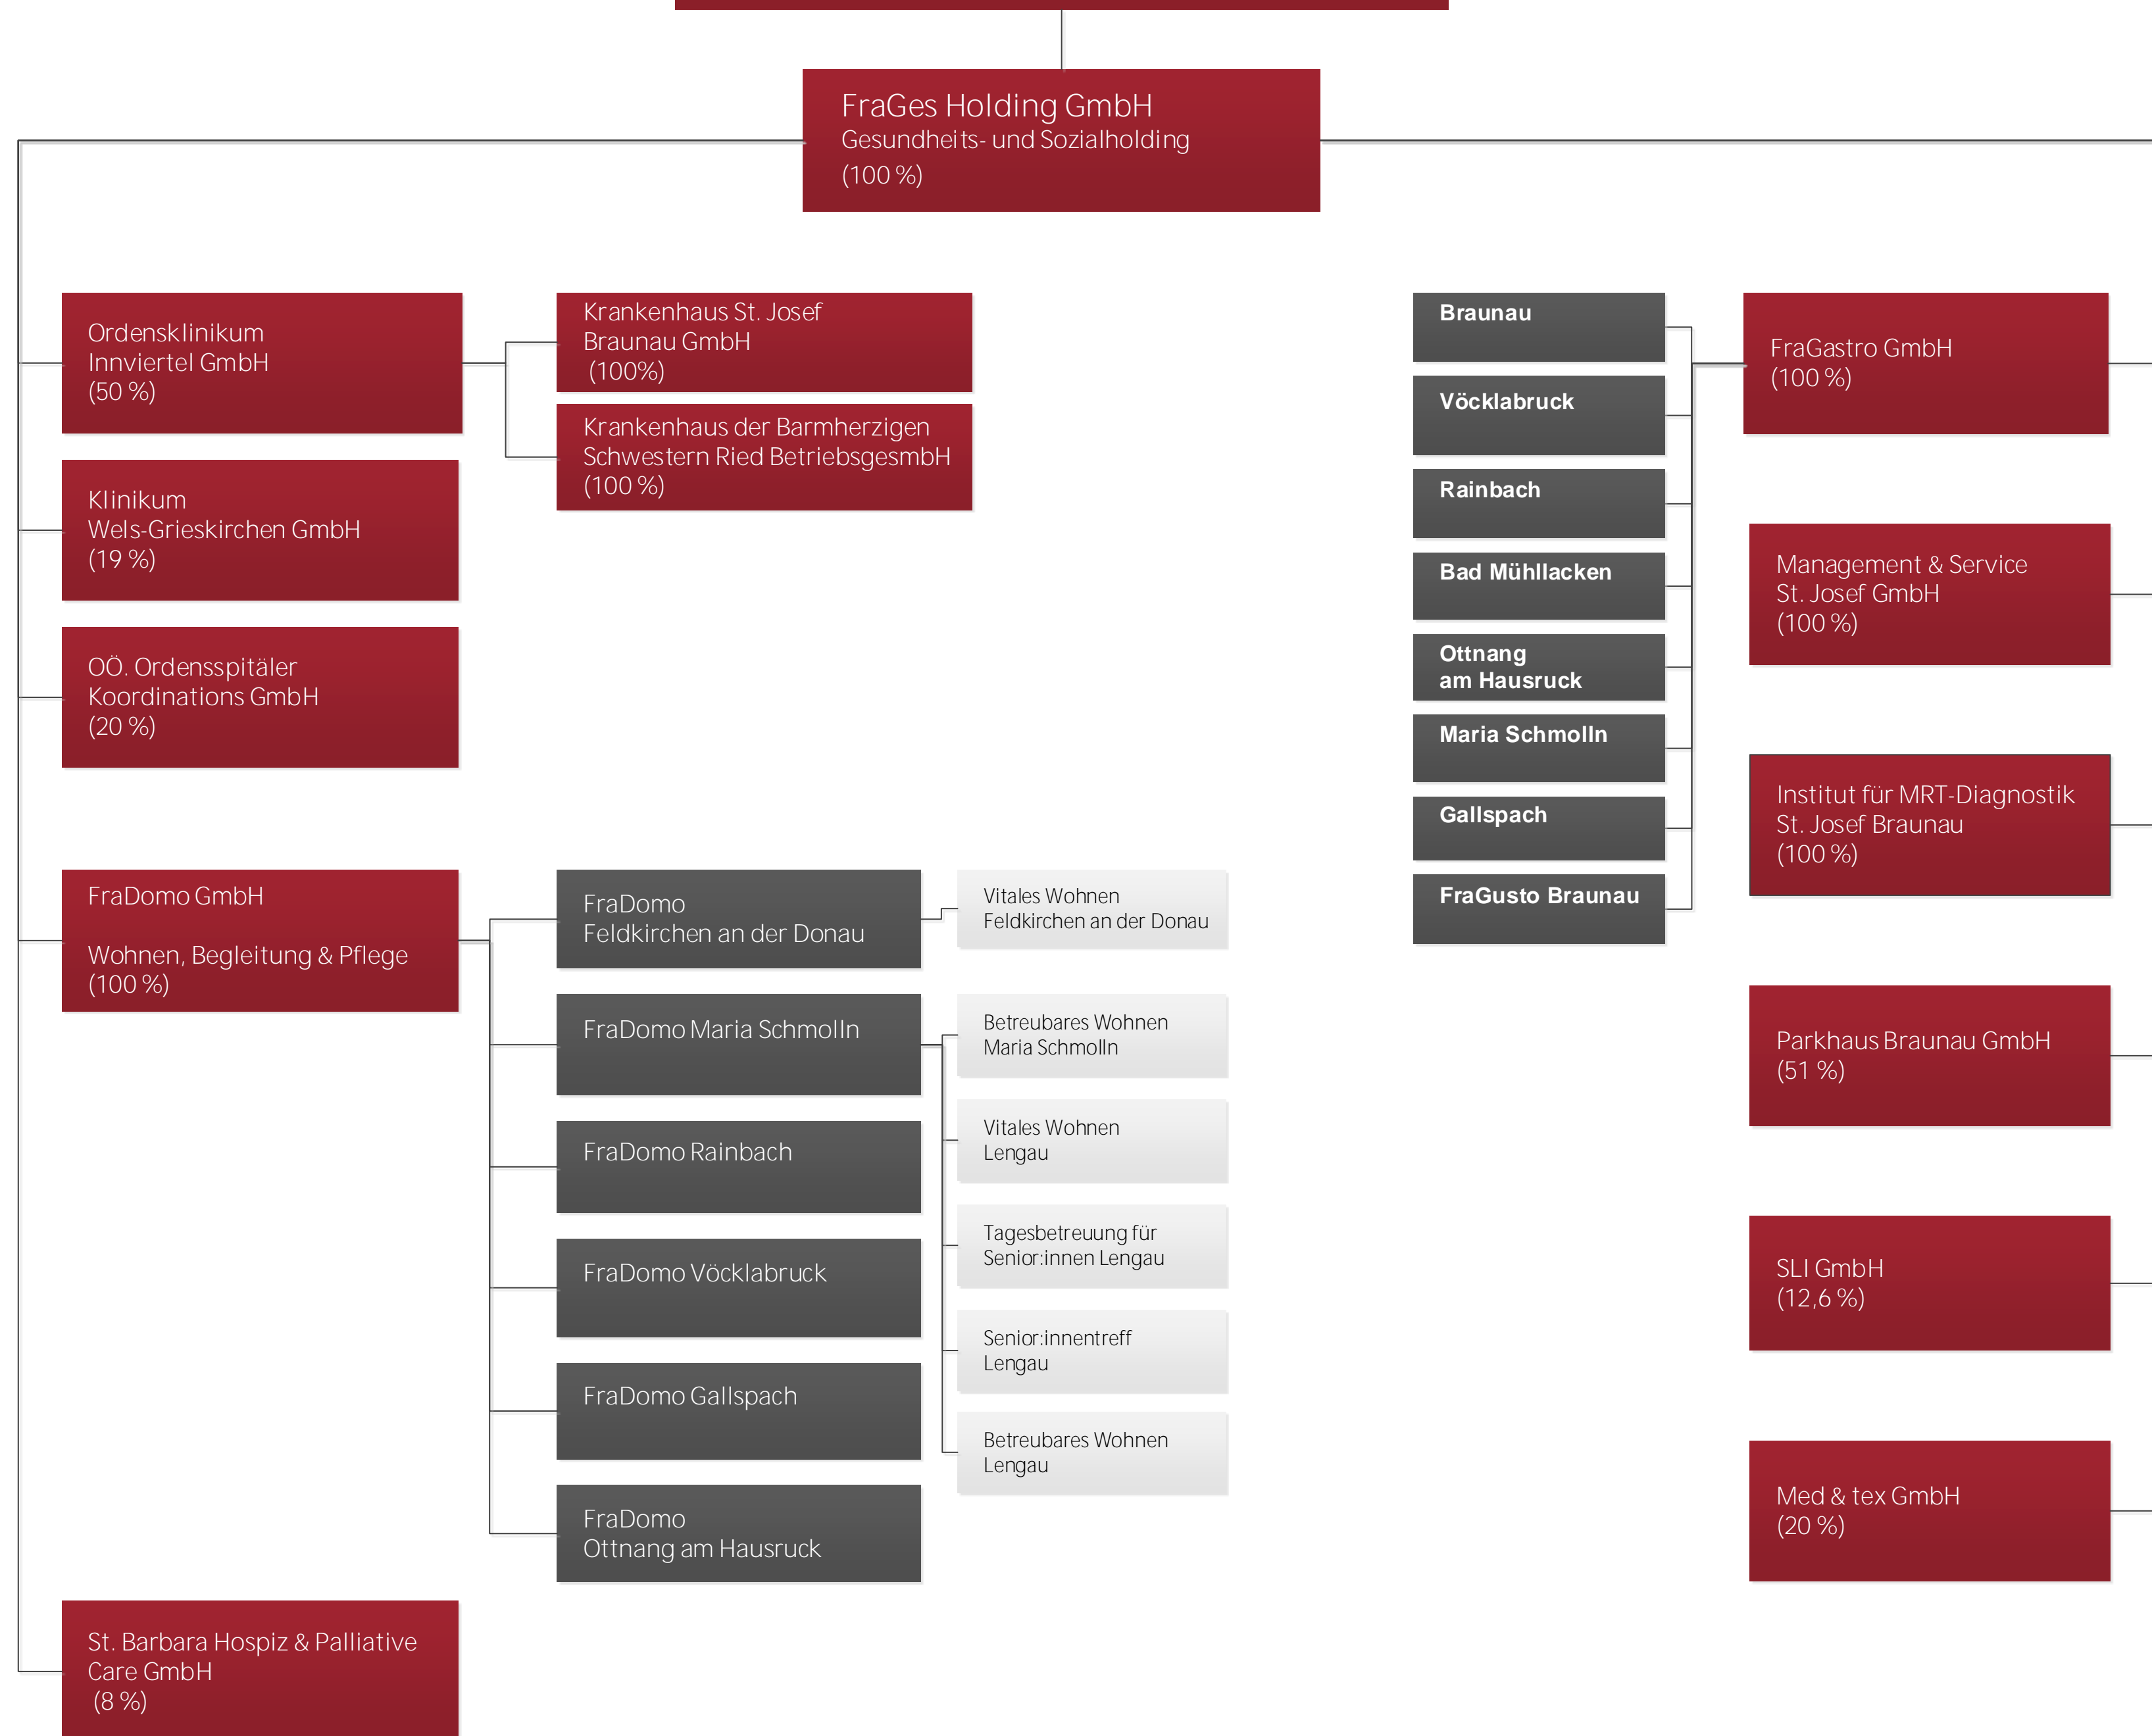 FraGes Holding GmbH
Gesundheits- und Sozialholding
(100 %)
Ordensklinikum
Innviertel GmbH
(50 %)
Krankenhaus St. Josef
Braunau GmbH
(100%)
Krankenhaus der Barmherzigen
Schwestern Ried BetriebsgesmbH
(100 %)
Klinikum
Wels-Grieskirchen GmbH
(19 %)
OÖ. Ordensspitäler
Koordinations GmbH
(20 %)
FraDomo GmbH
Wohnen, Begleitung & Pflege
(100 %)
FraDomo
Feldkirchen an der Donau
Vitales Wohnen
Feldkirchen an der Donau
FraDomo Maria Schmolln
Betreubares Wohnen
Maria Schmolln
Vitales Wohnen
Lengau
Tagesbetreuung für
Senior:innen Lengau
Senior:innentreff
Lengau
Betreubares Wohnen
Lengau
FraDomo Rainbach
FraDomo Vöcklabruck
FraDomo Gallspach
FraDomo
Ottnang am Hausruck
St. Barbara Hospiz & Palliative
Care GmbH
(8 %)
Braunau
Vöcklabruck
Rainbach
Bad Mühllacken
Ottnang
am Hausruck
Maria Schmolln
Gallspach
FraGusto Braunau
FraGastro GmbH
(100 %)
Management & Service
St. Josef GmbH
(100 %)
Institut für MRT-Diagnostik
St. Josef Braunau
(100 %)
Parkhaus Braunau GmbH
(51 %)
SLI GmbH
(12,6 %)
Med & tex GmbH
(20 %)